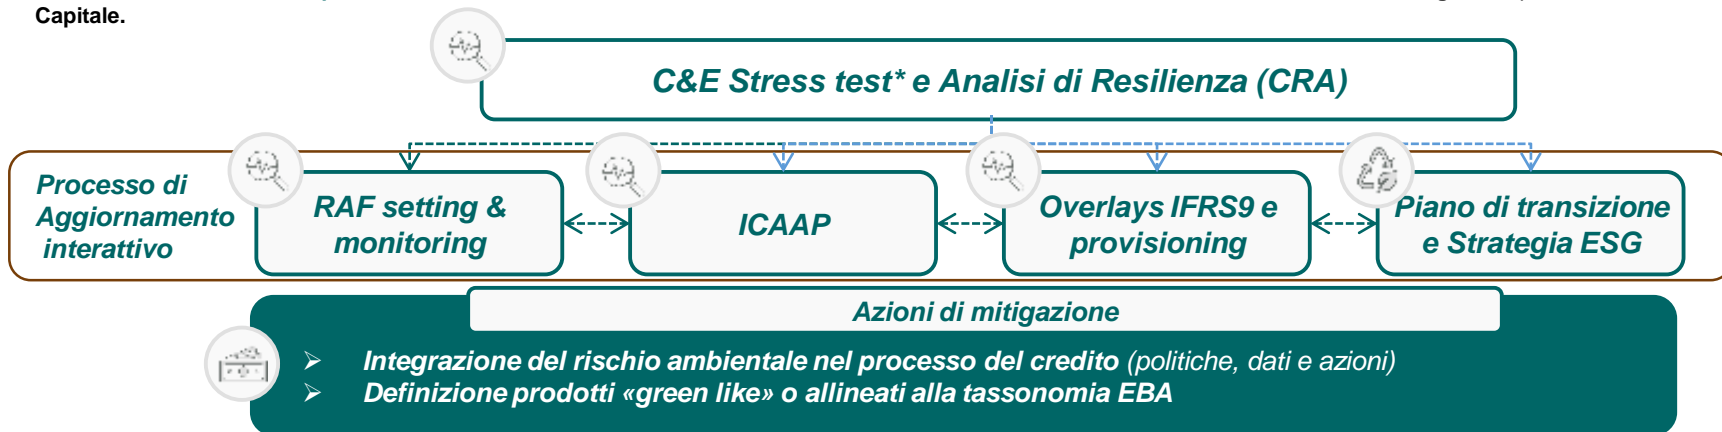 Capitale.
C&E Stress test* e Analisi di Resilienza (CRA)
Processo di
Aggiornamento
interattivo
RAF setting &
monitoring
ICAAP
Overlays IFRS9 e
provisioning
Piano di transizione
e Strategia ESG
Azioni di mitigazione
➢ Integrazione del rischio ambientale nel processo del credito (politiche, dati e azioni)
➢ Definizione prodotti «green like» o allineati alla tassonomia EBA